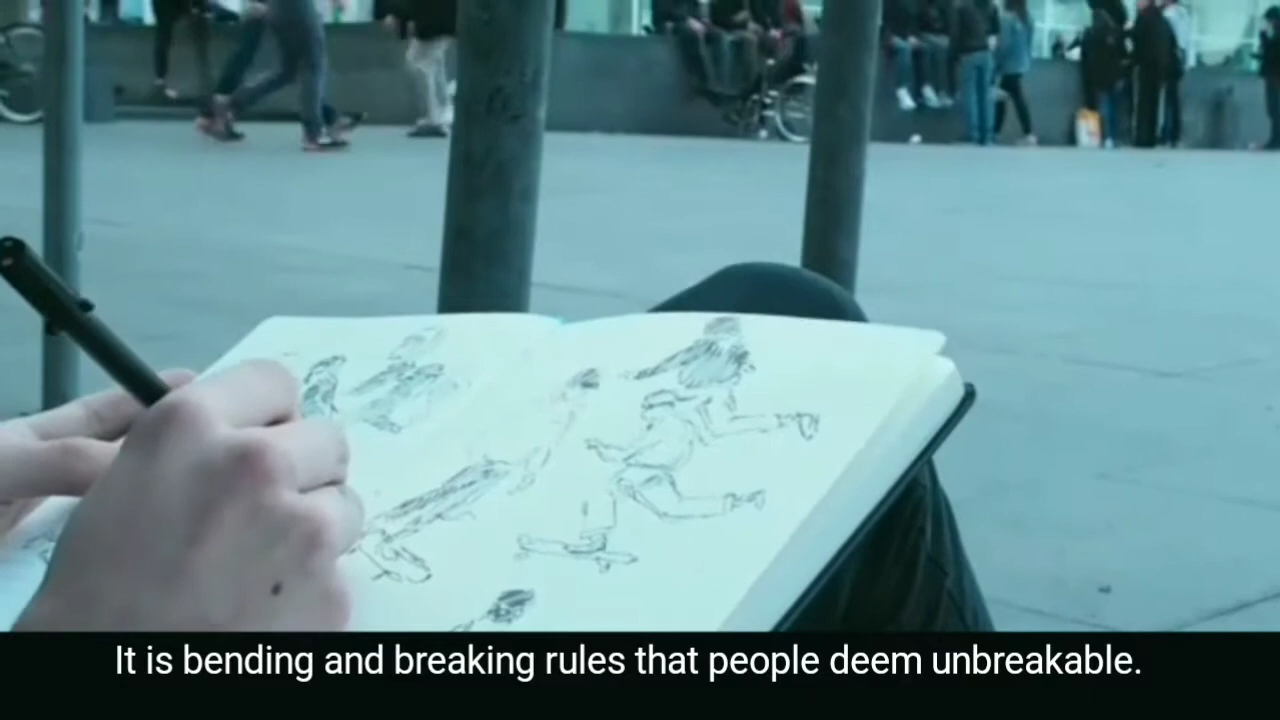 It is bending and breaking rules that people deem unbreakable.